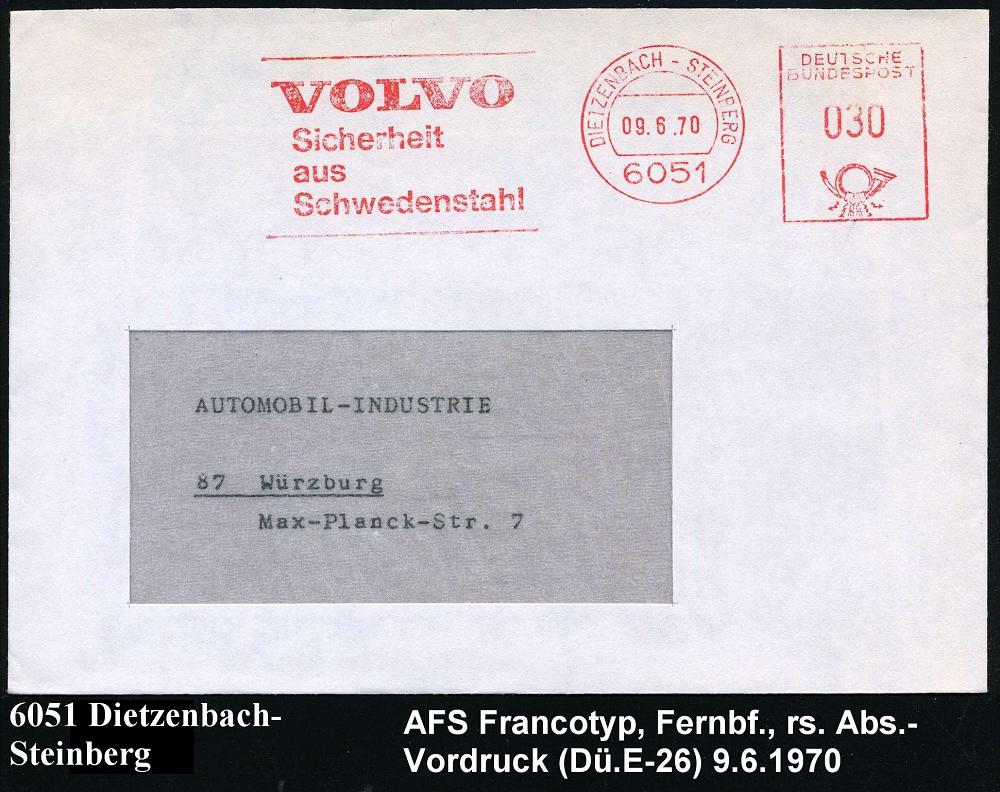 VOLVO
Sicherheit
aus
Schwedenstahl
DIETZENBACH - STEINBERG
09.6.70
6051
DEUTSCHE
BUNDESPOST
030
AUTOMOBIL-INDUSTRIE
87 Würzburg
Max-Planck-Str. 7
6051 Dietzenbach-
Steinberg
AFS Francotyp, Fernbf., rs. Abs.-
Vordruck (Dü.E-26) 9.6.1970